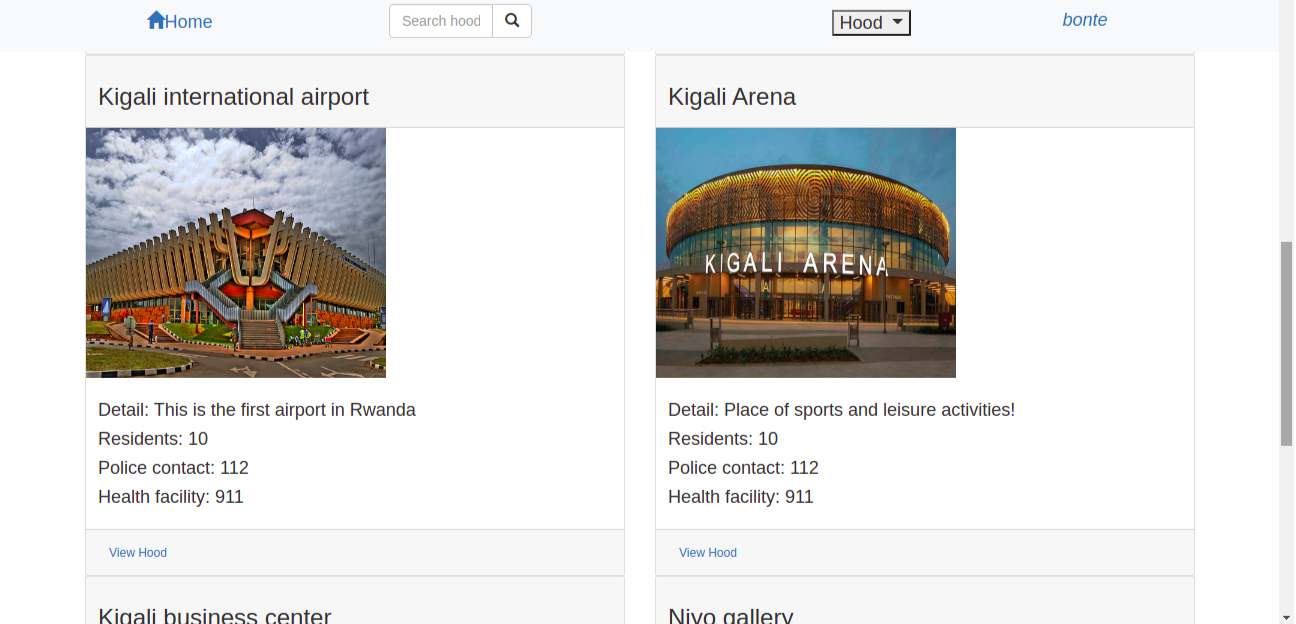 Home
Search hood
Hood
bonte
Kigali international airport
Kigali Arena
KIGALI ARENA
Detail: This is the first airport in Rwanda
Residents: 10
Police contact: 112
Health facility: 911
Detail: Place of sports and leisure activities!
Residents: 10
Police contact: 112
Health facility: 911
View Hood
View Hood
Kigali business center
Niyo gallery